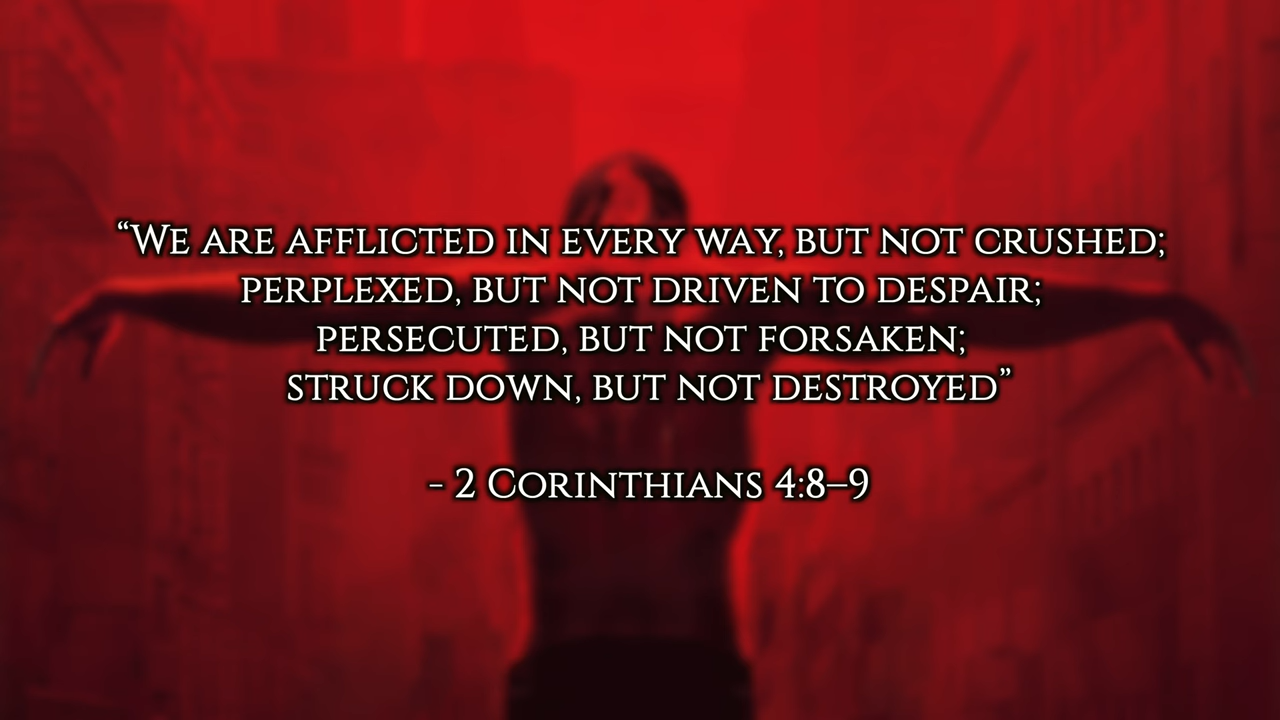 “We are afflicted in every way, but not crushed;
perplexed, but not driven to despair;
persecuted, but not forsaken;
struck down, but not destroyed”
- 2 Corinthians 4:8–9